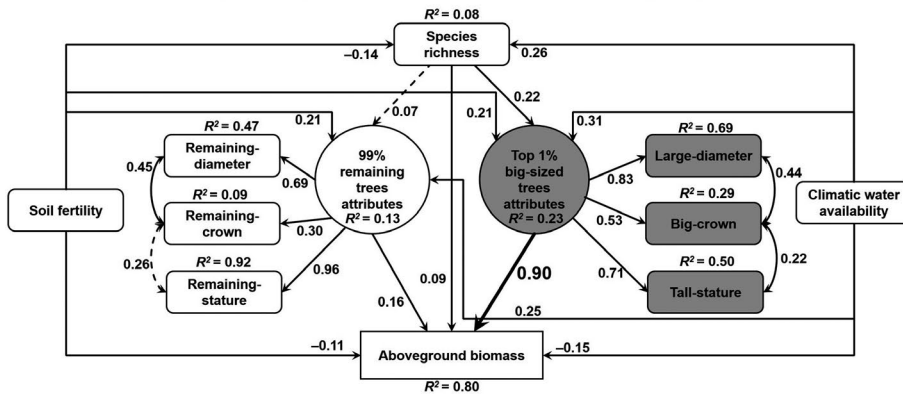 R² = 0.08
Species
richness
–0.14
0.26
0.07
0.22
0.21
0.21
0.31
R² = 0.47
Remaining-
diameter
0.45
0.69
R² = 0.09
Remaining-
crown
0.30
0.26
R² = 0.92
Remaining-
stature
0.96
99%
remaining
trees
attributes
R² = 0.13
Top 1%
big-sized
trees
attributes
R² = 0.23
R² = 0.69
Large-diameter
0.83
0.44
R² = 0.29
Big-crown
0.53
0.22
R² = 0.50
Tall-stature
0.71
Soil fertility
Climatic water
availability
0.16
0.09
0.90
0.25
–0.11
–0.15
Aboveground biomass
R² = 0.80